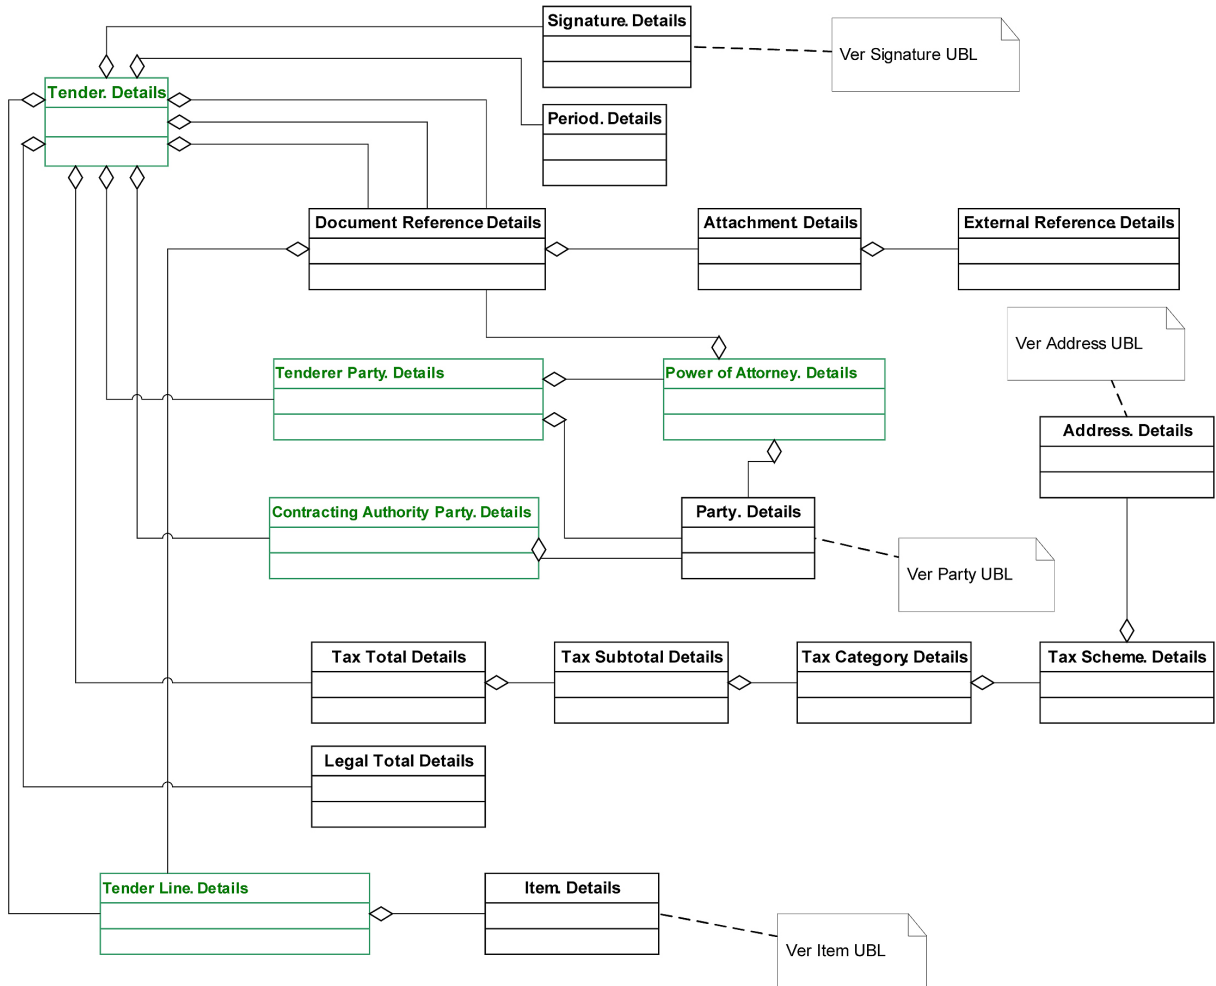 Signature. Details
Ver Signature UBL
Tender. Details
Period. Details
Document Reference Details
Attachment. Details
External Reference. Details
Ver Address UBL
Tenderer Party. Details
Power of Attorney. Details
Address. Details
Contracting Authority Party. Details
Party. Details
Ver Party UBL
Tax Total Details
Tax Subtotal Details
Tax Category. Details
Tax Scheme. Details
Legal Total Details
Tender Line. Details
Item. Details
Ver Item UBL